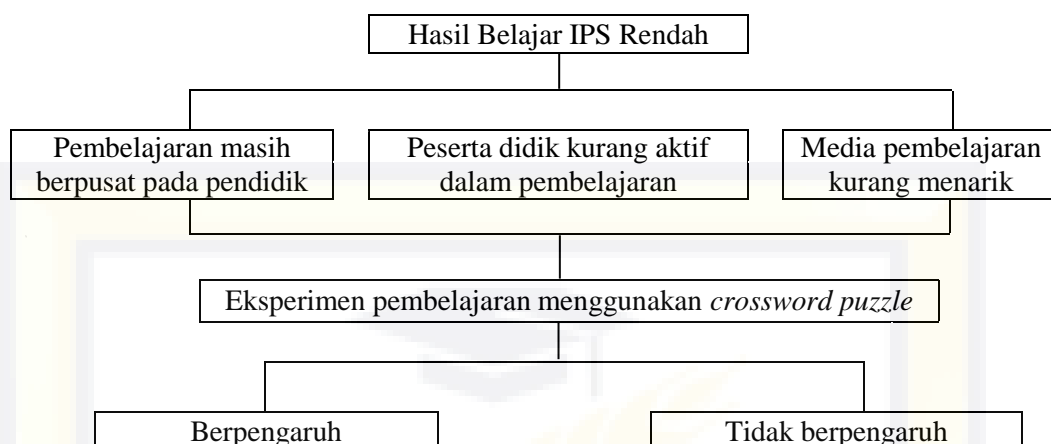 Hasil Belajar IPS Rendah
Pembelajaran masih
berpusat pada pendidik
Peserta didik kurang aktif
dalam pembelajaran
Media pembelajaran
kurang menarik
Eksperimen pembelajaran menggunakan crossword puzzle
Berpengaruh
Tidak berpengaruh